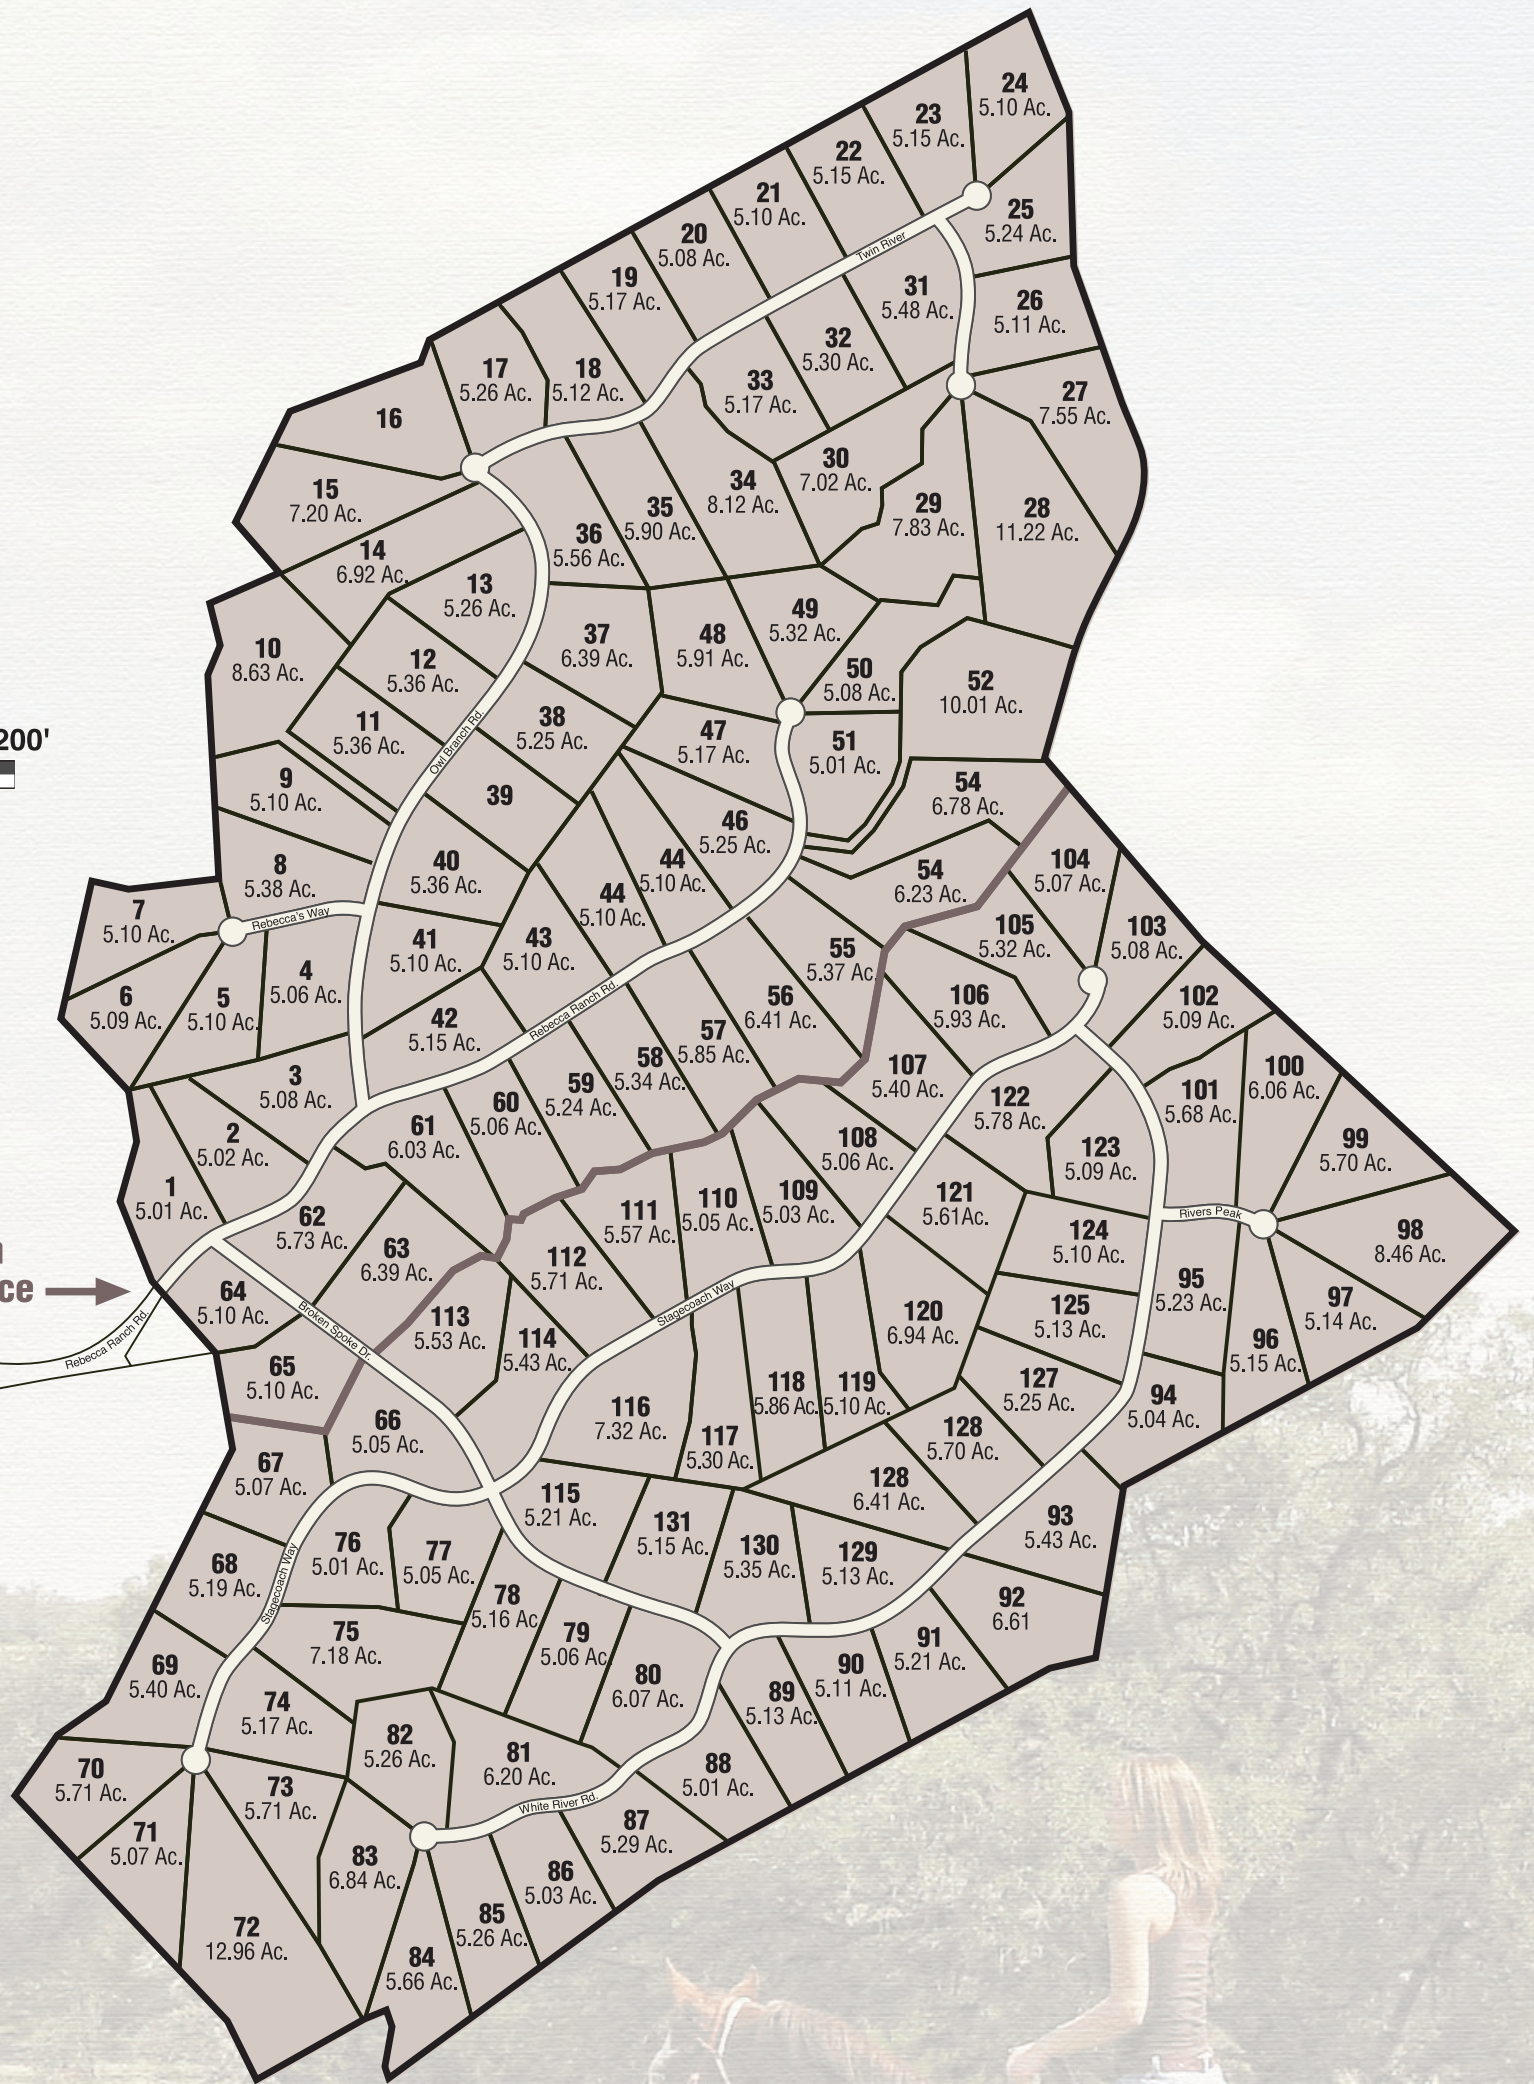 24
5.10 Ac.
23
5.15 Ac.
22
5.15 Ac.
21
5.10 Ac.
20
5.08 Ac.
19
5.17 Ac.
25
5.24 Ac.
Twin River
31
5.48 Ac.
26
5.11 Ac.
32
5.30 Ac.
17
5.26 Ac.
18
5.12 Ac.
33
5.17 Ac.
27
7.55 Ac.
16
15
7.20 Ac.
30
7.02 Ac.
34
8.12 Ac.
35
5.90 Ac.
29
7.83 Ac.
28
11.22 Ac.
36
5.56 Ac.
14
6.92 Ac.
13
5.26 Ac.
10
8.63 Ac.
12
5.36 Ac.
37
6.39 Ac.
48
5.91 Ac.
49
5.32 Ac.
50
5.08 Ac.
52
10.01 Ac.
11
5.36 Ac.
Owl Branch Rd.
38
5.25 Ac.
47
5.17 Ac.
51
5.01 Ac.
200'
9
5.10 Ac.
39
54
6.78 Ac.
46
5.25 Ac.
8
5.38 Ac.
40
5.36 Ac.
44
5.10 Ac.
44
5.10 Ac.
54
6.23 Ac.
104
5.07 Ac.
7
5.10 Ac.
Rebecca's Way
41
5.10 Ac.
43
5.10 Ac.
55
5.37 Ac.
105
5.32 Ac.
103
5.08 Ac.
6
5.09 Ac.
5
5.10 Ac.
4
5.06 Ac.
42
5.15 Ac.
Rebecca Ranch Rd.
56
6.41 Ac.
106
5.93 Ac.
102
5.09 Ac.
57
5.85 Ac.
58
5.34 Ac.
107
5.40 Ac.
100
6.06 Ac.
101
5.68 Ac.
3
5.08 Ac.
59
5.24 Ac.
60
5.06 Ac.
122
5.78 Ac.
2
5.02 Ac.
61
6.03 Ac.
108
5.06 Ac.
123
5.09 Ac.
99
5.70 Ac.
1
5.01 Ac.
62
5.73 Ac.
111
5.57 Ac.
110
5.05 Ac.
109
5.03 Ac.
121
5.61Ac.
Rivers Peak
124
5.10 Ac.
98
8.46 Ac.
63
6.39 Ac.
112
5.71 Ac.
ce
64
5.10 Ac.
Stagecoach Way
95
5.23 Ac.
Rebecca Ranch Rd.
Broken Spoke Dr.
113
5.53 Ac.
114
5.43 Ac.
120
6.94 Ac.
125
5.13 Ac.
97
5.14 Ac.
96
5.15 Ac.
65
5.10 Ac.
66
5.05 Ac.
116
7.32 Ac.
118
5.86 Ac.
119
5.10 Ac.
127
5.25 Ac.
94
5.04 Ac.
117
5.30 Ac.
128
5.70 Ac.
67
5.07 Ac.
128
6.41 Ac.
115
5.21 Ac.
93
5.43 Ac.
131
5.15 Ac.
130
5.35 Ac.
129
5.13 Ac.
76
5.01 Ac.
77
5.05 Ac.
68
5.19 Ac.
Stagecoach Way
78
5.16 Ac
92
6.61
75
7.18 Ac.
79
5.06 Ac.
91
5.21 Ac.
69
5.40 Ac.
80
6.07 Ac.
90
5.11 Ac.
89
5.13 Ac.
74
5.17 Ac.
82
5.26 Ac.
81
6.20 Ac.
88
5.01 Ac.
70
5.71 Ac.
73
5.71 Ac.
White River Rd.
87
5.29 Ac.
71
5.07 Ac.
83
6.84 Ac.
86
5.03 Ac.
85
5.26 Ac.
72
12.96 Ac.
84
5.66 Ac.